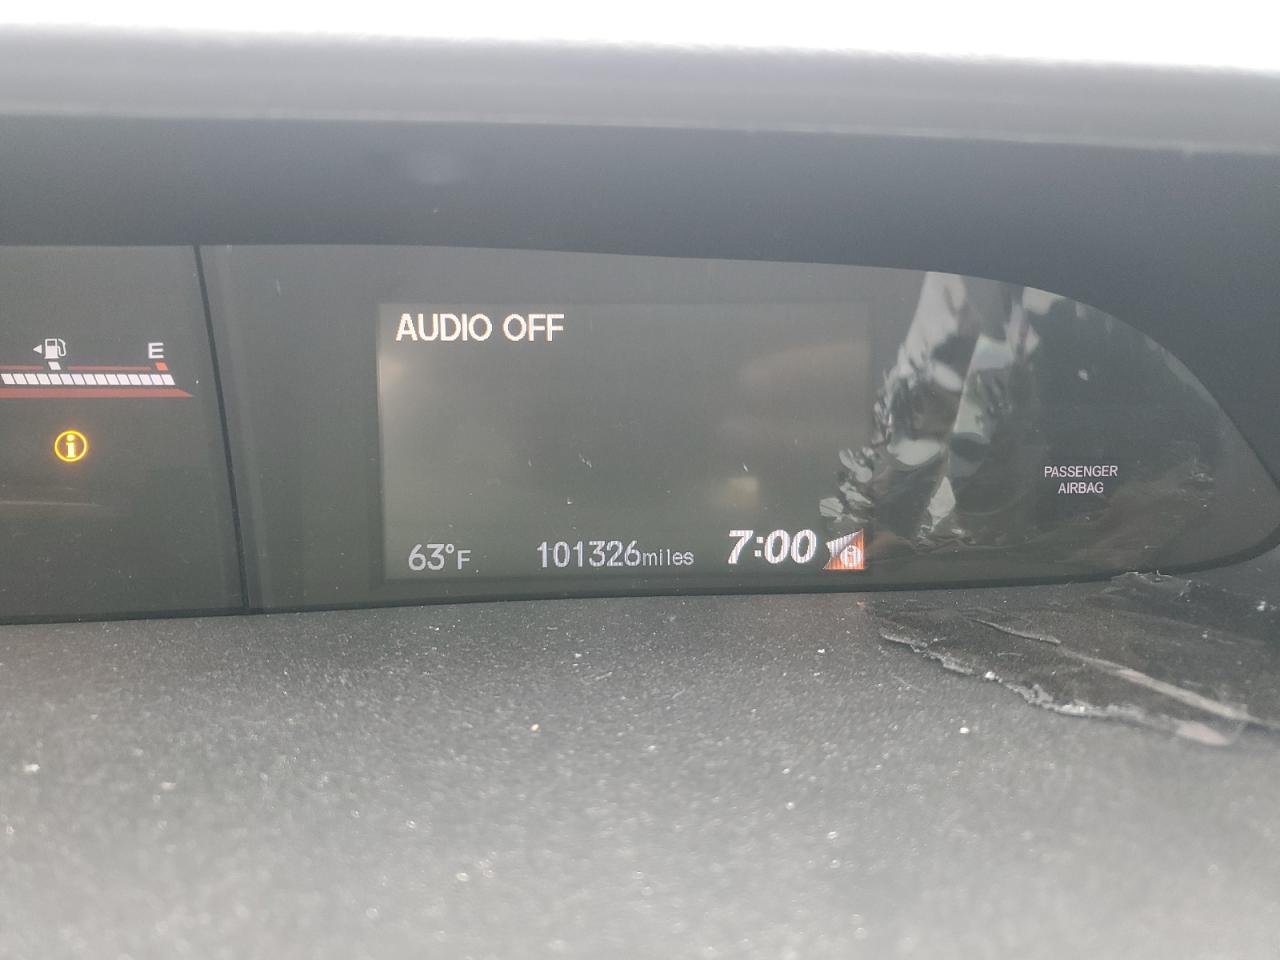 AUDIO OFF
E
i
PASSENGER
AIRBAG
63°F 101326miles 7:00 i